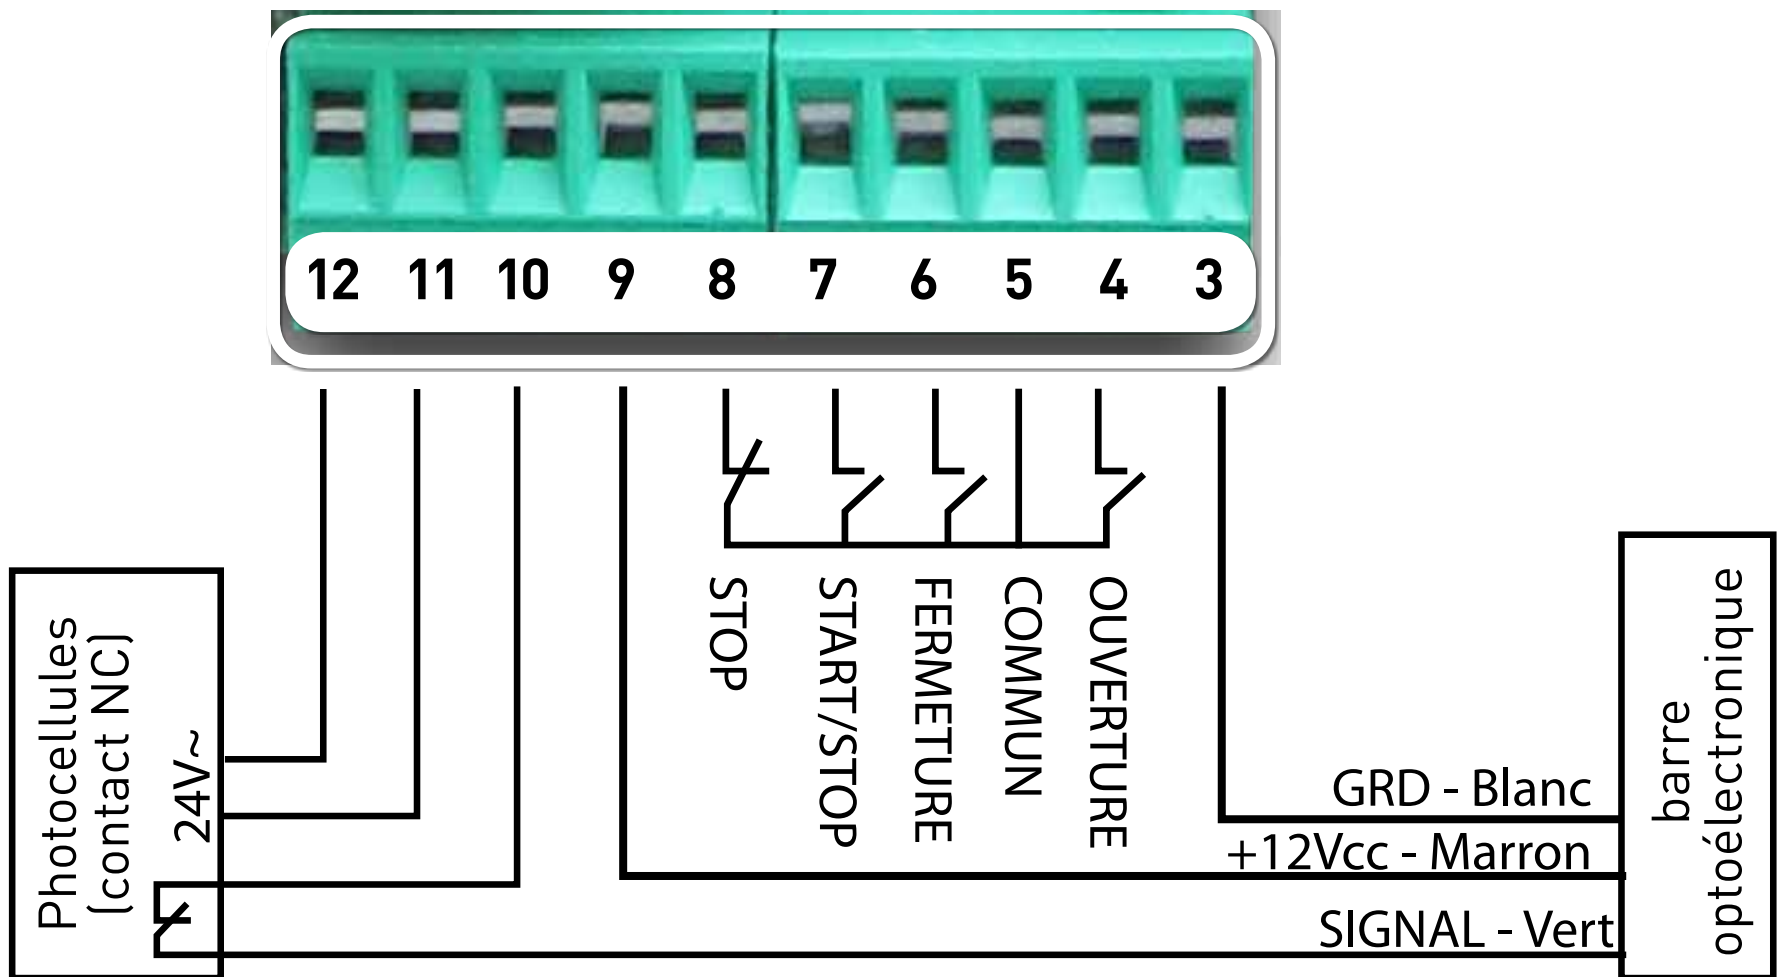 12 11 10 9 8 7 6 5 4 3
STOP
START/STOP
FERMETURE
COMMUN
OUVERTURE
Photocellules
(contact NC)
24V~
GRD - Blanc
+12Vcc - Marron
SIGNAL - Vert
barre
optoélectronique